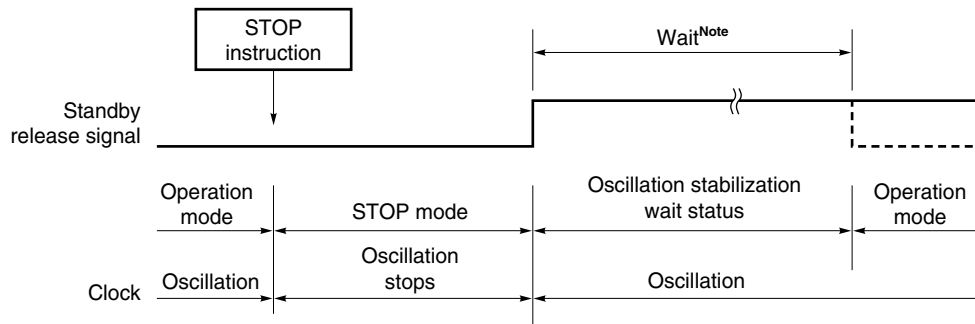 STOP
instruction
Wait Note
Standby
release signal
Operation
mode
STOP mode
Oscillation stabilization
wait status
Operation
mode
Clock
Oscillation
Oscillation
stops
Oscillation